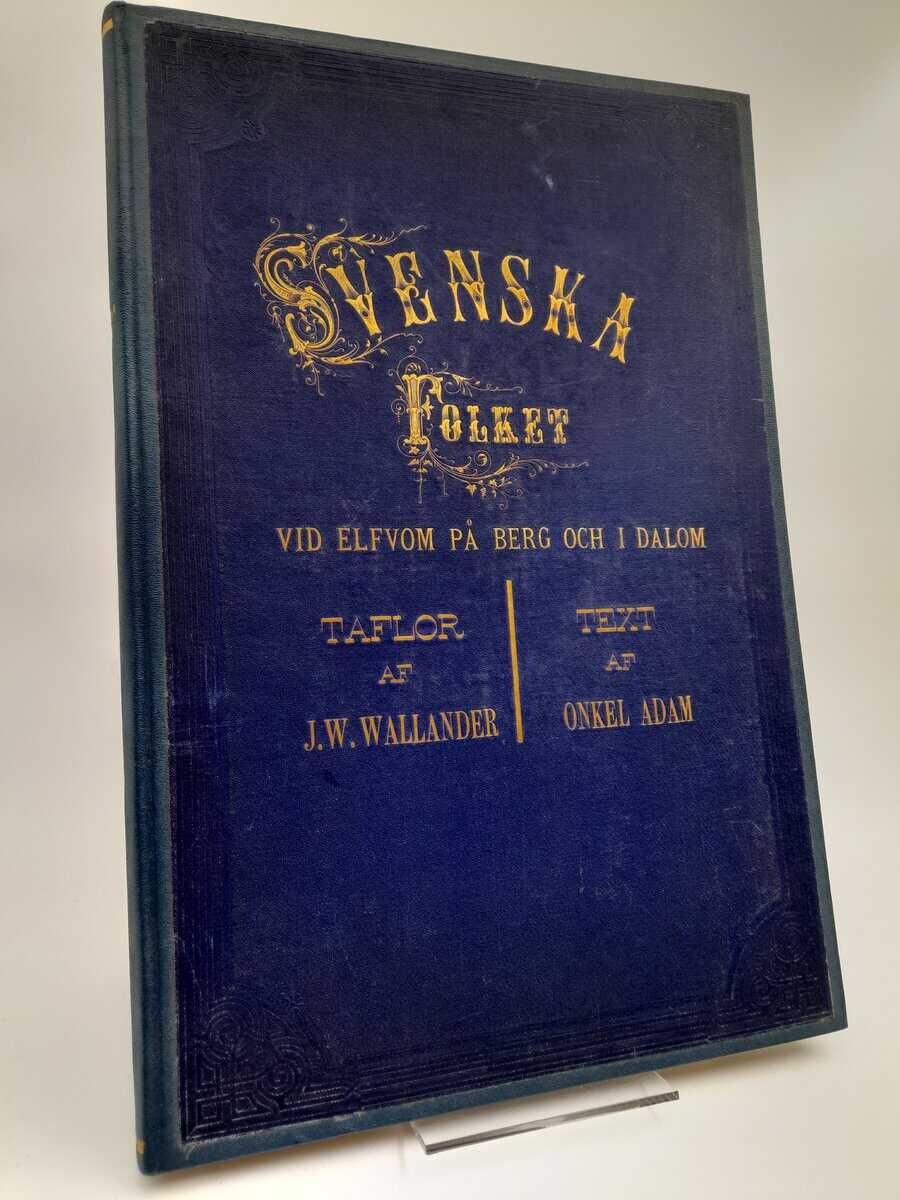 SVENSKA
FOLKET
VID ELFVOM PÅ BERG OCH I DALOM
TAFLOR
AF
J.W. WALLANDER
TEXT
AF
ONKEL ADAM